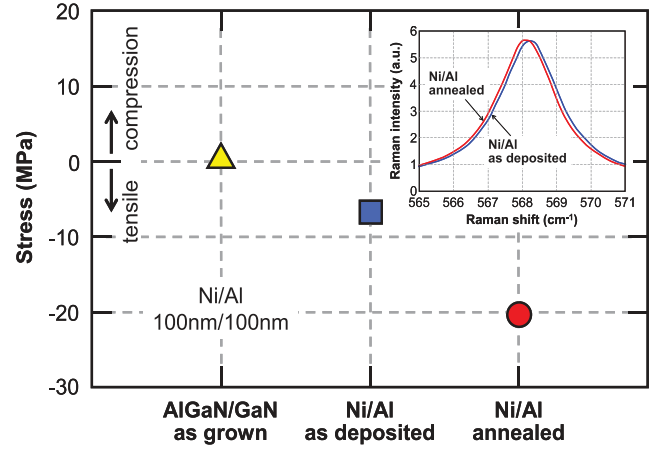 20
10
0
-10
-20
-30
Stress (MPa)
compression
tensile
Ni/Al
100nm/100nm
AlGaN/GaN
as grown
Ni/Al
as deposited
Ni/Al
annealed
6
5
4
3
2
1
0
Raman intensity (a.u.)
Ni/Al
annealed
Ni/Al
as deposited
565 566 567 568 569 570 571
Raman shift (cm⁻¹)